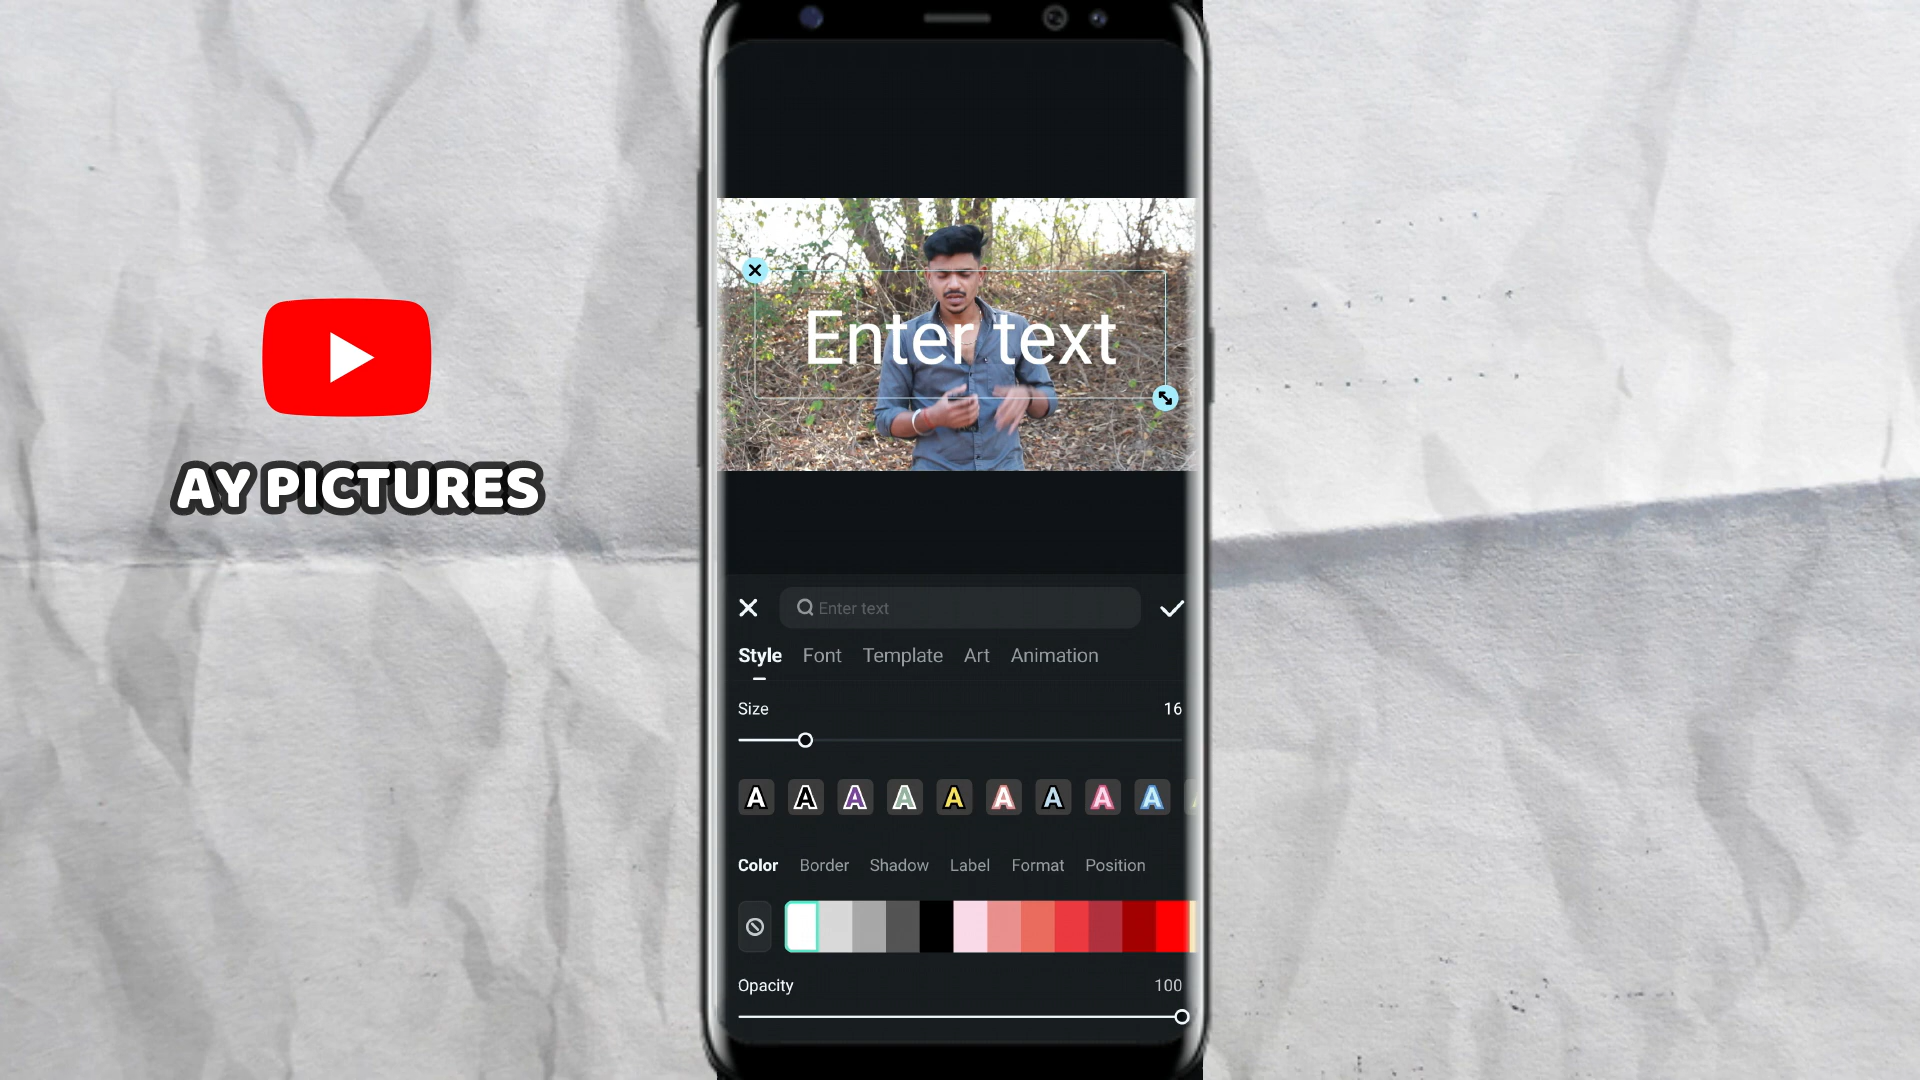 AY PICTURES
Enter text
Enter text
Style Font Template Art Animation
Size 16
A A A A A A A A A
Color Border Shadow Label Format Position
Opacity 100